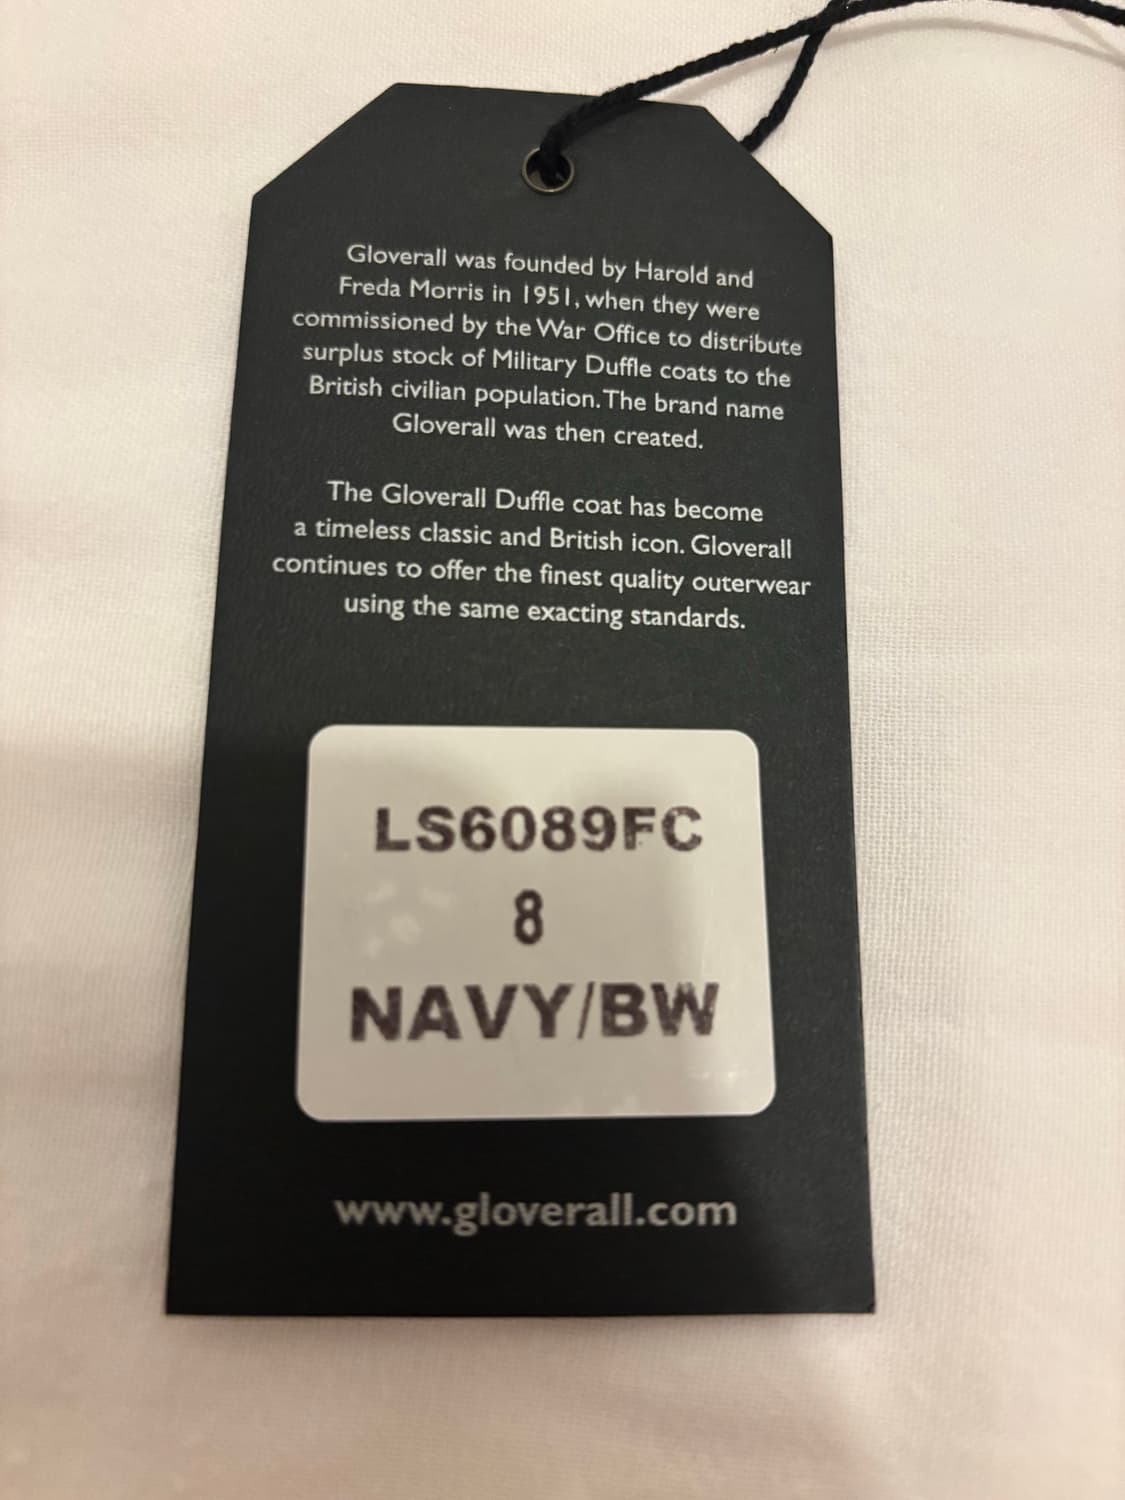 Gloverall was founded by Harold and
Freda Morris in 1951, when they were
commissioned by the War Office to distribute
surplus stock of Military Duffle coats to the
British civilian population. The brand name
Gloverall was then created.
The Gloverall Duffle coat has become
a timeless classic and British icon. Gloverall
continues to offer the finest quality outerwear
using the same exacting standards.
LS6089FC
8
NAVY/BW
www.gloverall.com